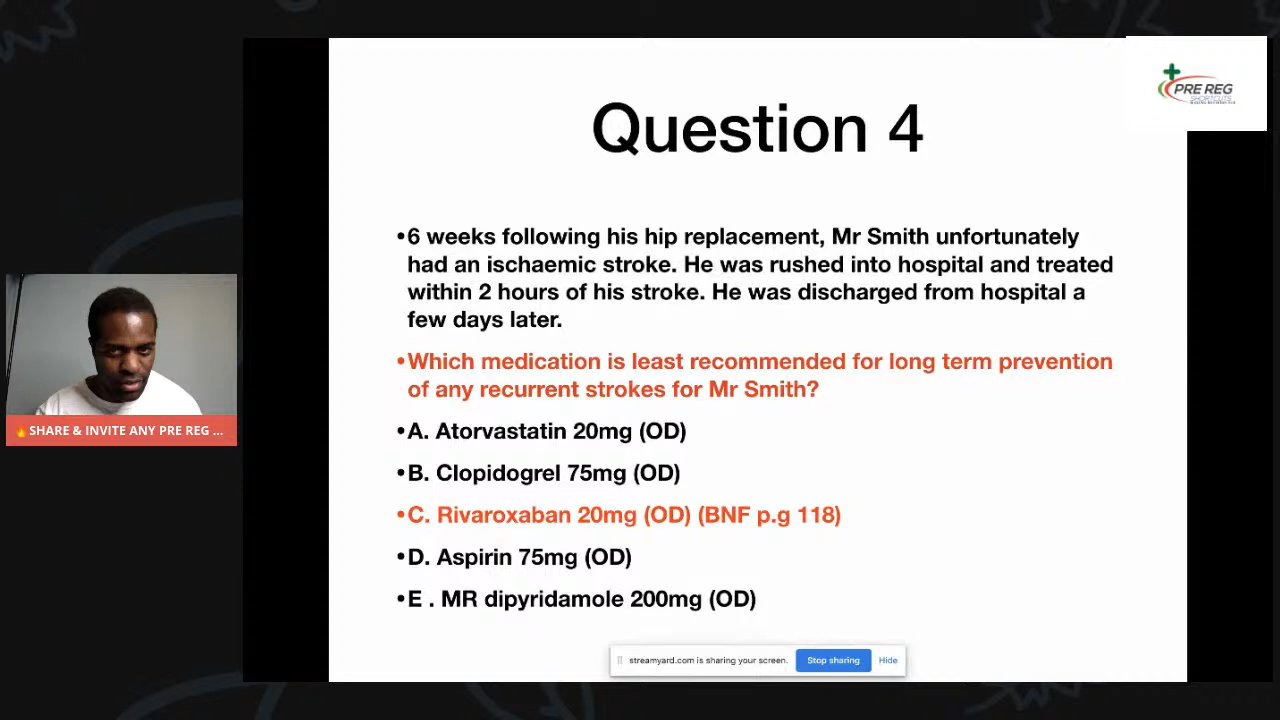 PRE REG
SHORTCUTS
Question 4
•6 weeks following his hip replacement, Mr Smith unfortunately
had an ischaemic stroke. He was rushed into hospital and treated
within 2 hours of his stroke. He was discharged from hospital a
few days later.
•Which medication is least recommended for long term prevention
of any recurrent strokes for Mr Smith?
•A. Atorvastatin 20mg (OD)
•B. Clopidogrel 75mg (OD)
•C. Rivaroxaban 20mg (OD) (BNF p.g 118)
•D. Aspirin 75mg (OD)
•E . MR dipyridamole 200mg (OD)
🔥SHARE & INVITE ANY PRE REG ...
streamyard.com is sharing your screen.
Stop sharing
Hide